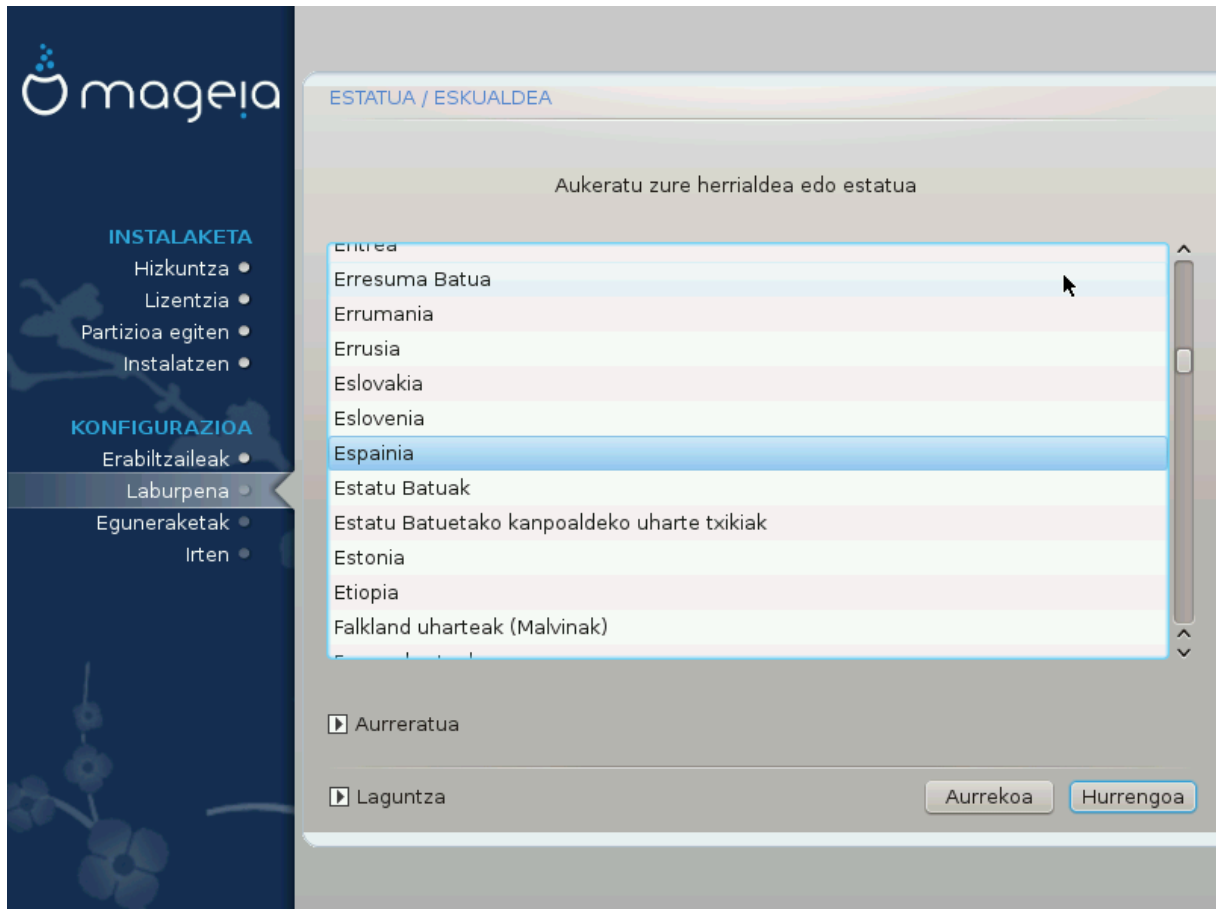 mageia
ESTATUA / ESKUALDEA
Aukeratu zure herrialdea edo estatua
INSTALAKETA
Hizkuntza
Lizentzia
Partizioa egiten
Instalatzen
KONFIGURAZIOA
Erabiltzaileak
Laburpena
Eguneraketak
Irten
Eritrea
Erresuma Batua
Errumania
Errusia
Eslovakia
Eslovenia
Espainia
Estatu Batuak
Estatu Batuetako kanpoaldeko uharte txikiak
Estonia
Etiopia
Falkland uharteak (Malvinak)
Aurreratua
Laguntza
Aurrekoa
Hurrengoa